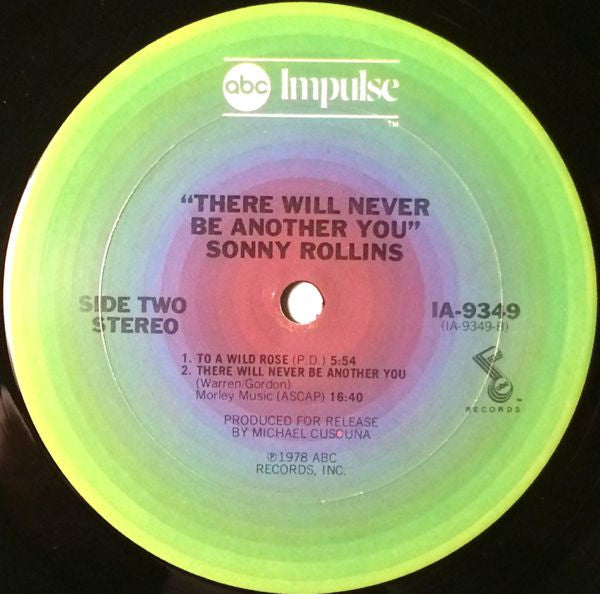 abc Impulse
TM
"THERE WILL NEVER
BE ANOTHER YOU"
SONNY ROLLINS
SIDE TWO
STEREO
IA-9349
(IA-9349-B)
1. TO A WILD ROSE (P.D.) 5:54
2. THERE WILL NEVER BE ANOTHER YOU
(Warren/Gordon)
Morley Music (ASCAP) 16:40
abc
RECORDS
PRODUCED FOR RELEASE
BY MICHAEL CUSCUNA
℗1978 ABC
RECORDS, INC.